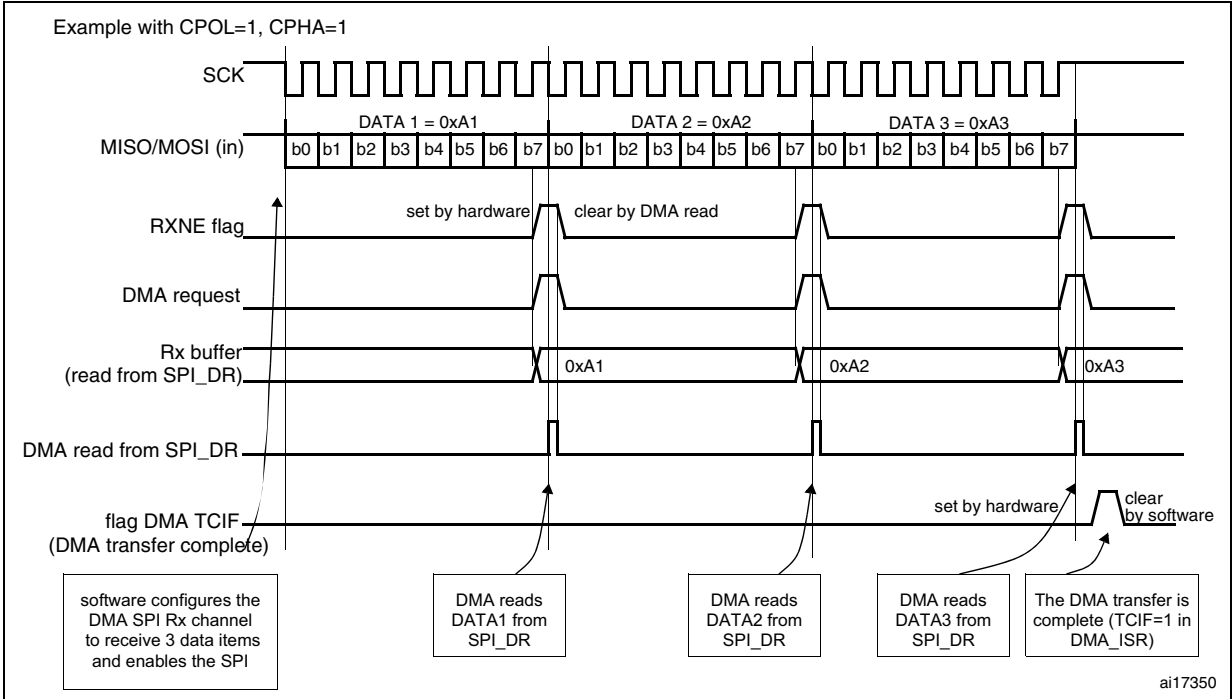 Example with CPOL=1, CPHA=1
SCK
DATA 1 = 0xA1
DATA 2 = 0xA2
DATA 3 = 0xA3
MISO/MOSI (in)
b0 b1 b2 b3 b4 b5 b6 b7 b0 b1 b2 b3 b4 b5 b6 b7 b0 b1 b2 b3 b4 b5 b6 b7
set by hardware
clear by DMA read
RXNE flag
DMA request
Rx buffer
(read from SPI_DR)
0xA1
0xA2
0xA3
DMA read from SPI_DR
set by hardware
clear
by software
flag DMA TCIF
(DMA transfer complete)
software configures the
DMA SPI Rx channel
to receive 3 data items
and enables the SPI
DMA reads
DATA1 from
SPI_DR
DMA reads
DATA2 from
SPI_DR
DMA reads
DATA3 from
SPI_DR
The DMA transfer is
complete (TCIF=1 in
DMA_ISR)
ai17350